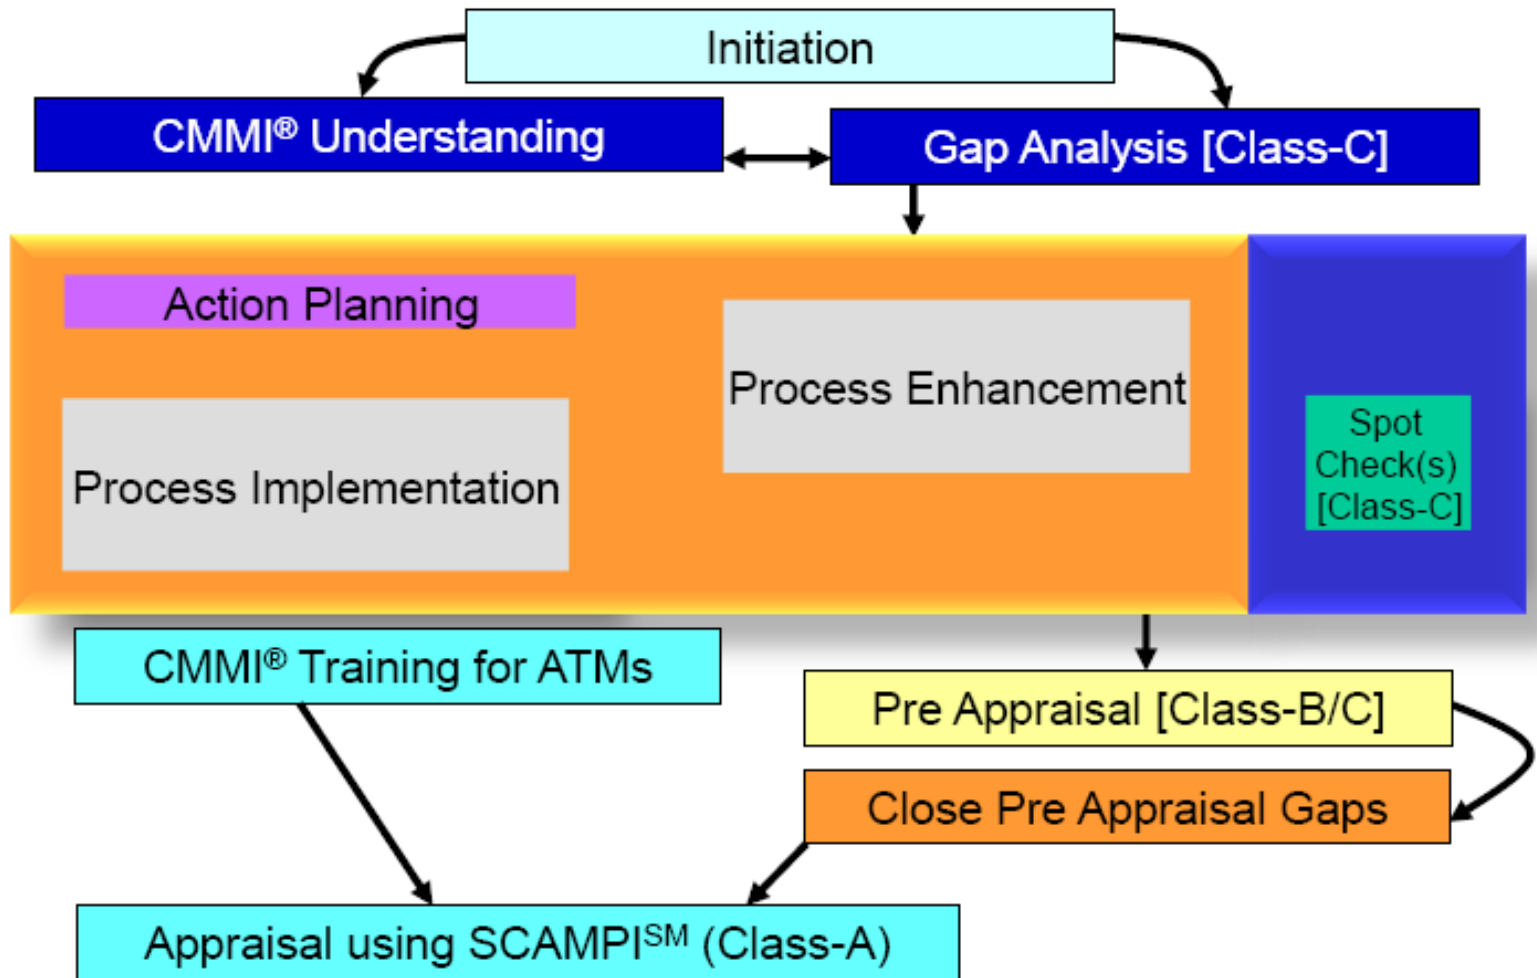 Initiation
CMMI® Understanding
Gap Analysis [Class-C]
Action Planning
Process Enhancement
Process Implementation
Spot
Check(s)
[Class-C]
CMMI® Training for ATMs
Pre Appraisal [Class-B/C]
Close Pre Appraisal Gaps
Appraisal using SCAMPI℠ (Class-A)